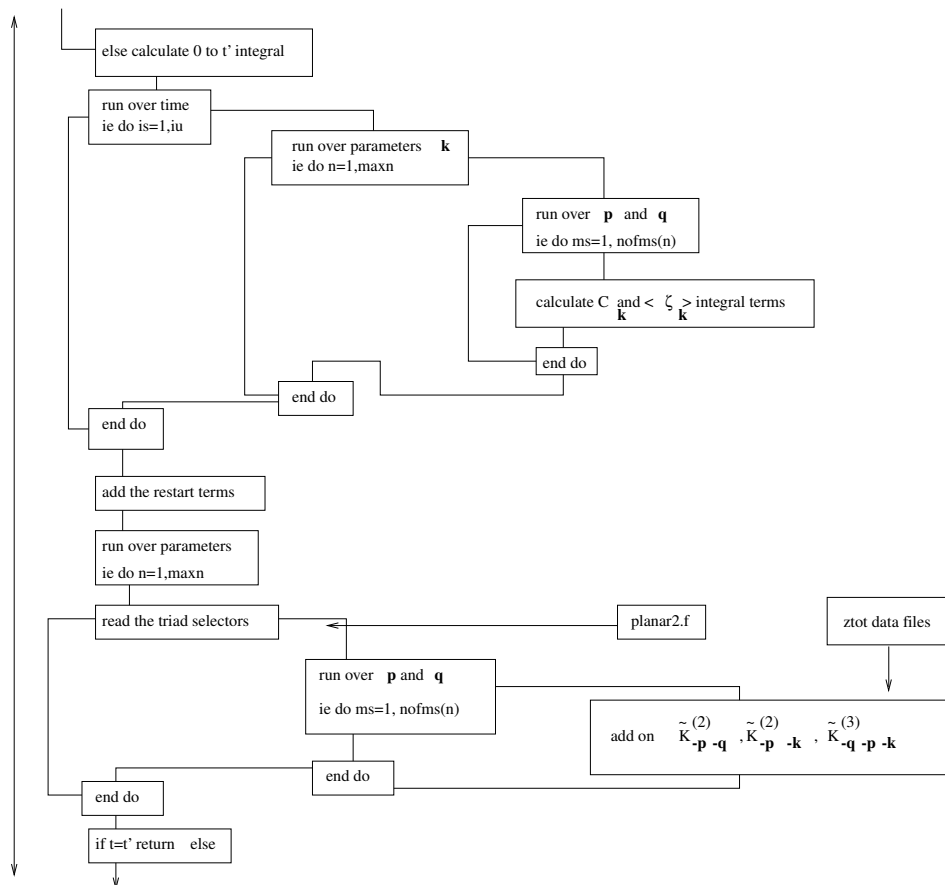 else calculate 0 to t' integral
run over time
ie do is=1,iu
run over parameters k
ie do n=1,maxn
run over p and q
ie do ms=1, nofms(n)
calculate C_k and < ζ_k > integral terms
end do
end do
end do
add the restart terms
run over parameters
ie do n=1,maxn
read the triad selectors
planar2.f
ztot data files
run over p and q
ie do ms=1, nofms(n)
add on K̃^(2)_-p -q , K̃^(2)_-p -k , K̃^(3)_-q -p -k
end do
end do
if t=t' return else